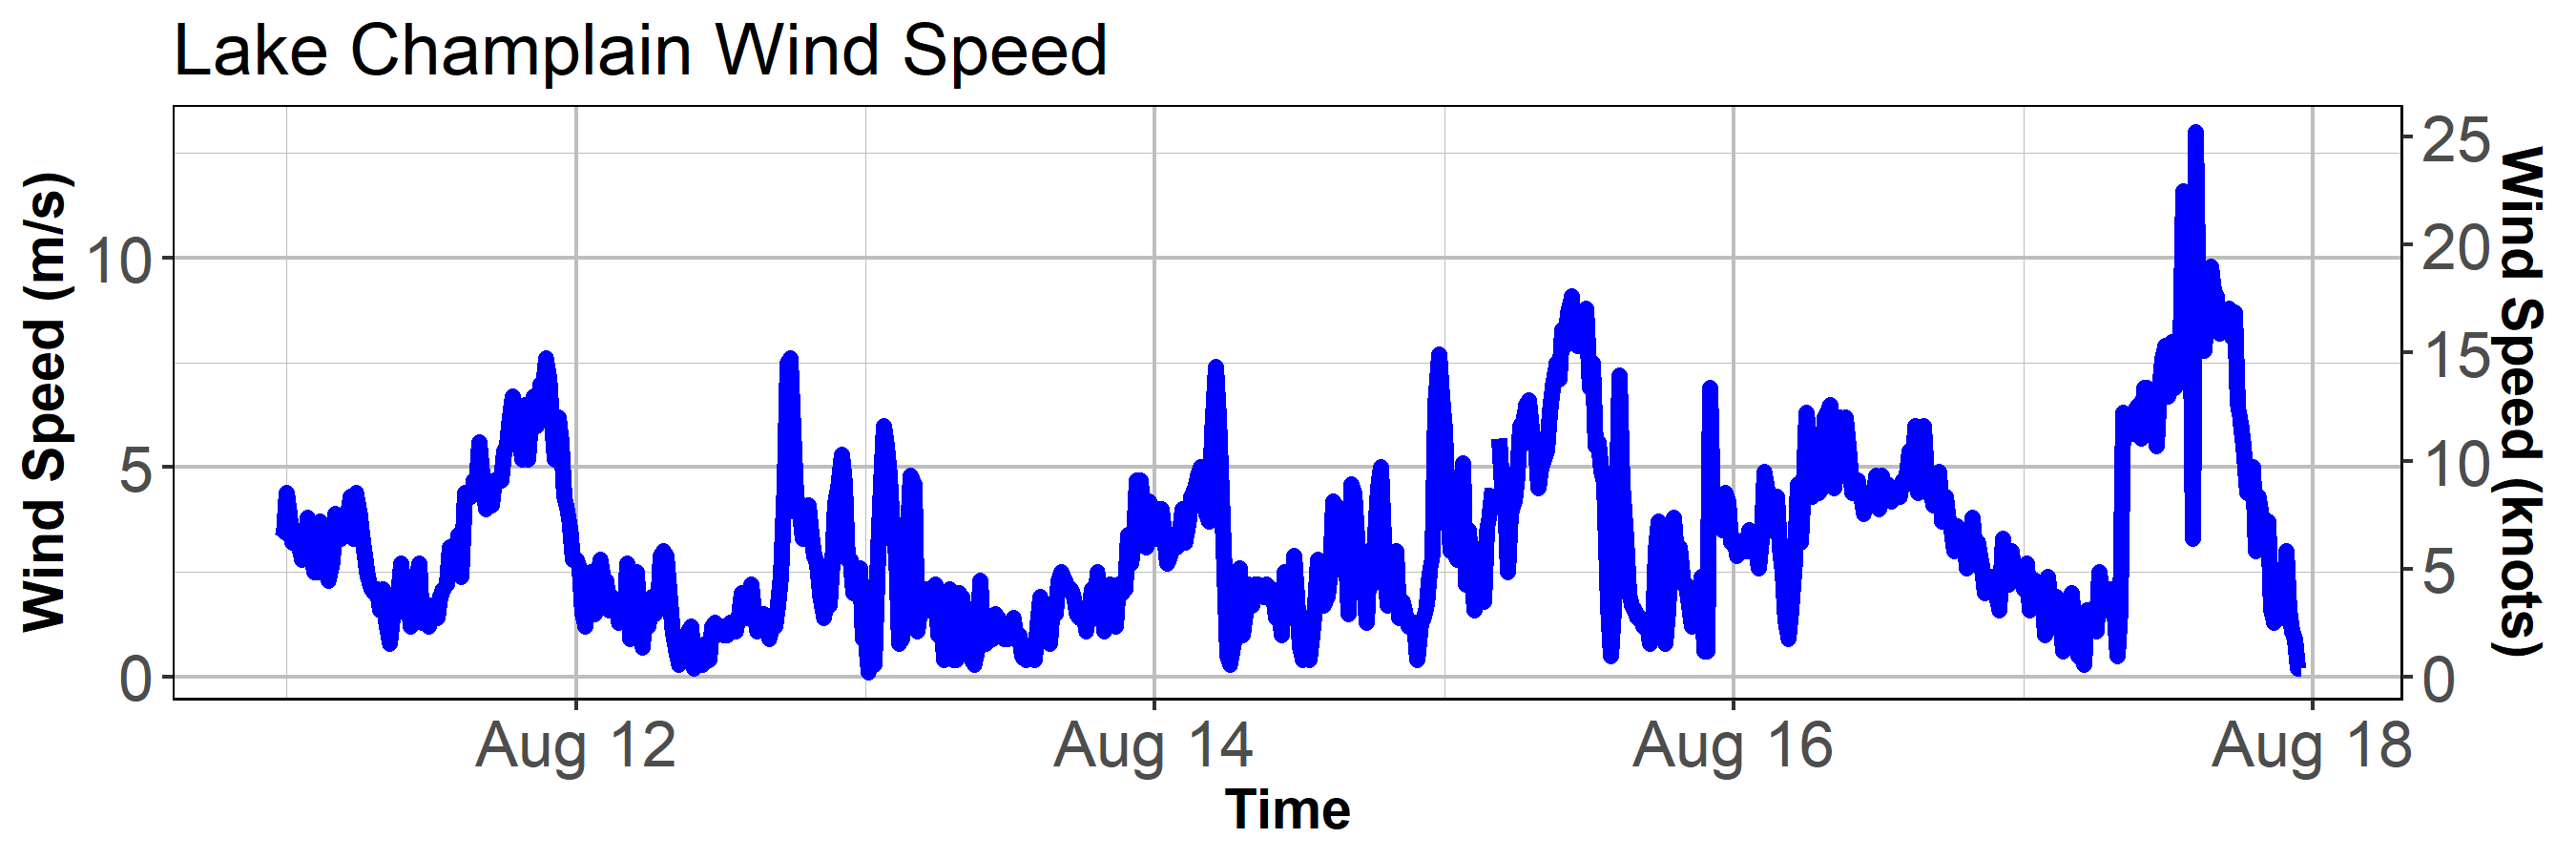 Lake Champlain Wind Speed
Wind Speed (m/s)
10
5
0
25
20
15
10
5
0
Wind Speed (knots)
Aug 12 Aug 14 Aug 16 Aug 18
Time